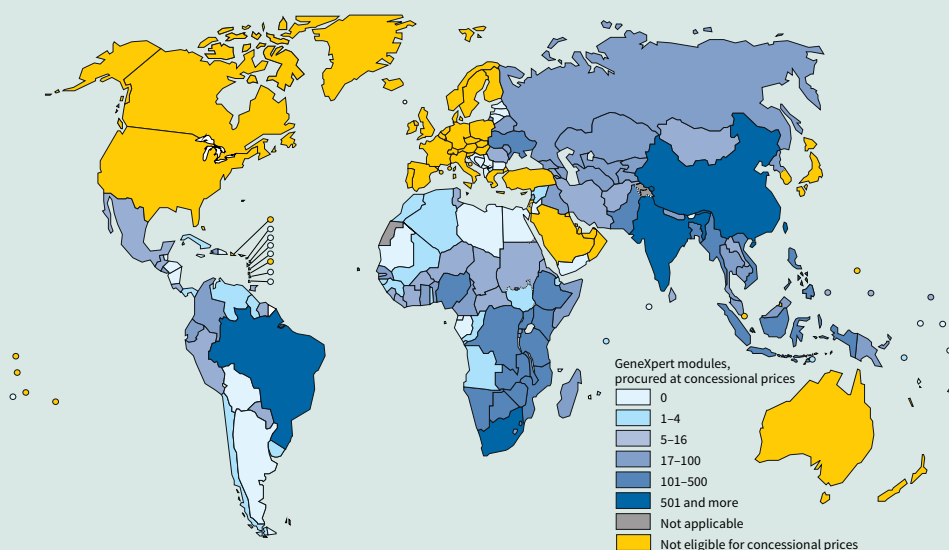 GeneXpert modules,
procured at concessional prices
0
1–4
5–16
17–100
101–500
501 and more
Not applicable
Not eligible for concessional prices